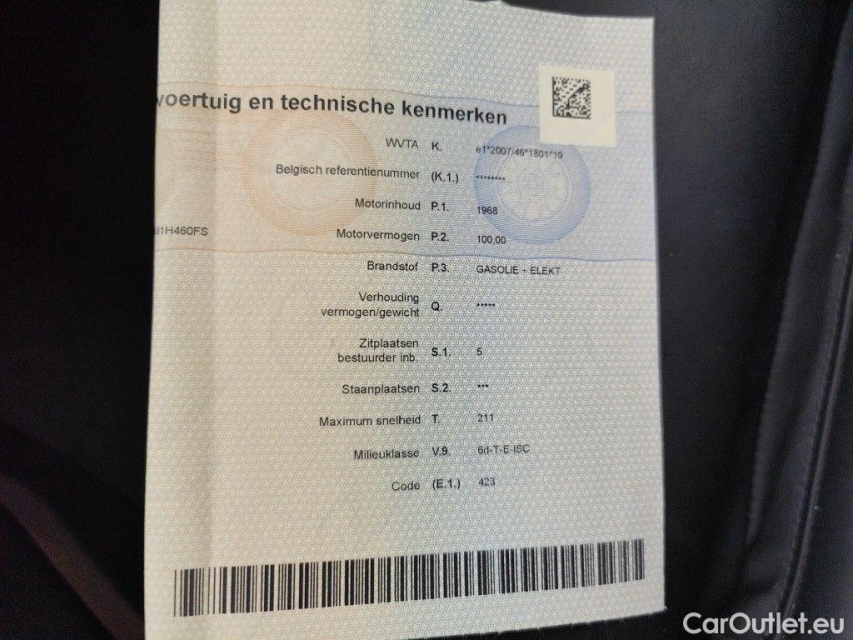 voertuig en technische kenmerken
WVTA K. e1*2007/46*1801*19
Belgisch referentienummer (K.1.) ********
Motorinhoud P.1. 1968
H460FS
Motorvermogen P.2. 100,00
Brandstof P.3. GASOLIE + ELEKT
Verhouding
vermogen/gewicht Q. *****
Zitplaatsen
bestuurder inb. S.1. 5
Staanplaatsen S.2. ***
Maximum snelheid T. 211
Milieuklasse V.9. 6d-T-E-ISC
Code (E.1.) 423
CarOutlet.eu